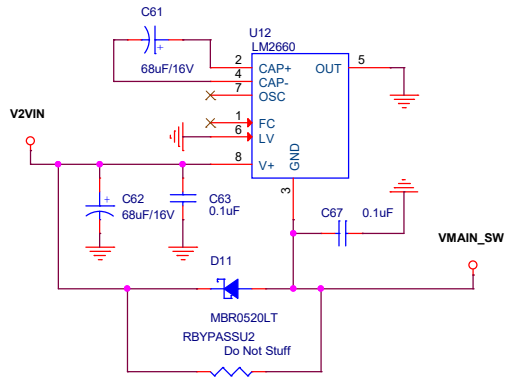 C61
68uF/16V
U12
LM2660
2 CAP+ OUT 5
4 CAP-
7 OSC
1 FC
6 LV
8 V+
GND
3
V2VIN
C62
68uF/16V
C63
0.1uF
C67 0.1uF
VMAIN_SW
D11
MBR0520LT
RBYPASSU2
Do Not Stuff